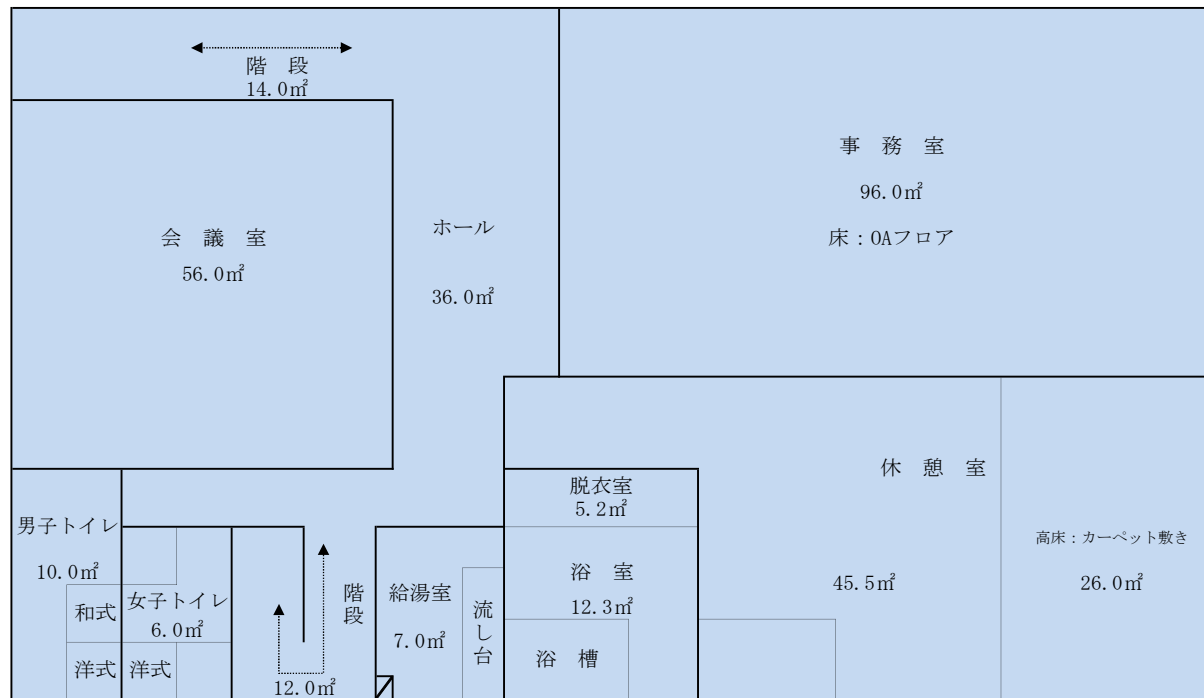 階　段
14.0㎡
事　務　室
96.0㎡
床：OAフロア
会　議　室
56.0㎡
ホール
36.0㎡
休　憩　室
45.5㎡
高床：カーペット敷き
26.0㎡
脱衣室
5.2㎡
浴　室
12.3㎡
浴　槽
男子トイレ
10.0㎡
和式
洋式
女子トイレ
6.0㎡
洋式
階段
12.0㎡
給湯室
7.0㎡
流し台